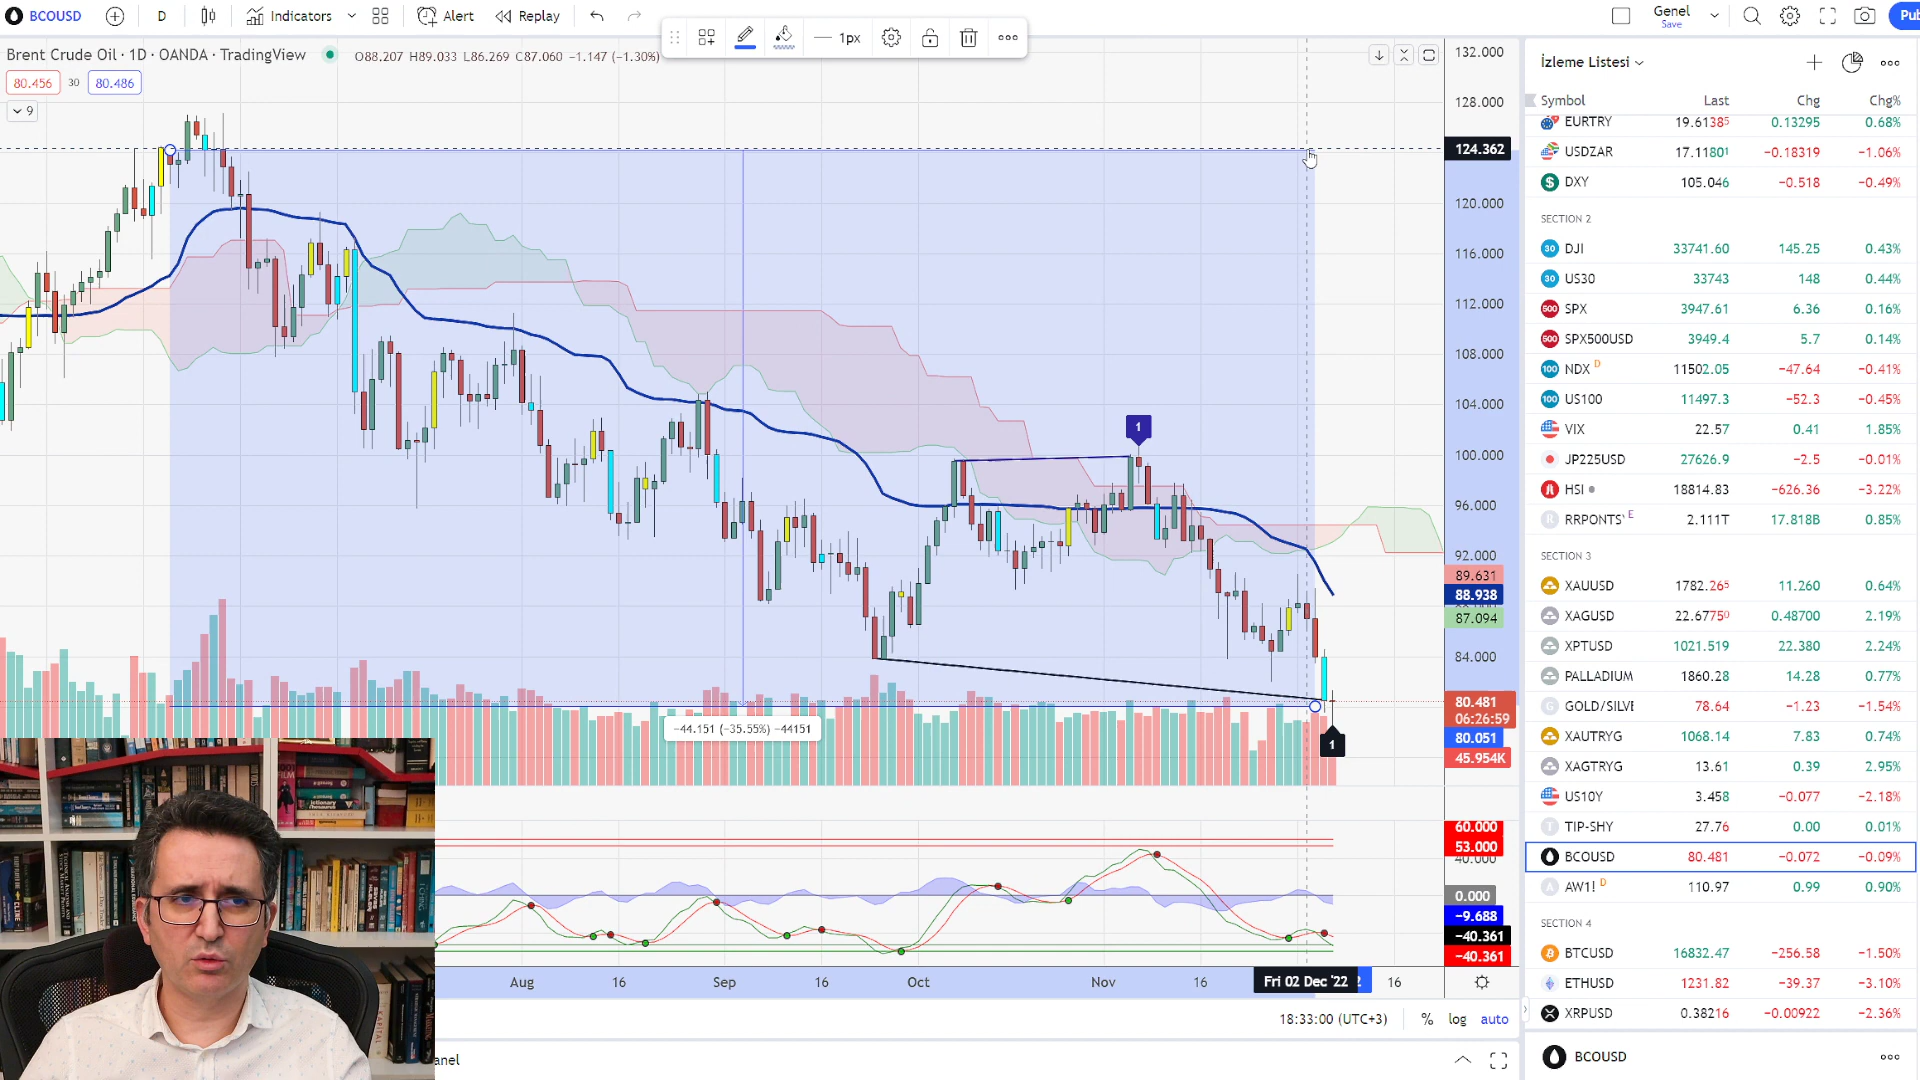 BCOUSD D Indicators Alert Replay Genel Save Pub
1px
Brent Crude Oil · 1D · OANDA · TradingView O88.207 H89.033 L86.269 C87.060 −1.147 (−1.30%)
80.456 30 80.486
9
132.000
128.000
124.362
120.000
116.000
112.000
108.000
104.000
100.000
96.000
92.000
89.631
88.938
87.094
84.000
80.481
06:26:59
80.051
45.954K
1
1
−44.151 (−35.55%) −44151
60.000
53.000
40.000
0.000
−9.688
−40.361
−40.361
Aug 16 Sep 16 Oct Nov 16 Fri 02 Dec '22 16
18:33:00 (UTC+3) % log auto
anel
İzleme Listesi
Symbol Last Chg Chg%
EURTRY 19.61385 0.13295 0.68%
USDZAR 17.11801 −0.18319 −1.06%
DXY 105.046 −0.518 −0.49%
SECTION 2
DJI 33741.60 145.25 0.43%
US30 33743 148 0.44%
SPX 3947.61 6.36 0.16%
SPX500USD 3949.4 5.7 0.14%
NDX D 11502.05 −47.64 −0.41%
US100 11497.3 −52.3 −0.45%
VIX 22.57 0.41 1.85%
JP225USD 27626.9 −2.5 −0.01%
HSI 18814.83 −626.36 −3.22%
RRPONTS E 2.111T 17.818B 0.85%
SECTION 3
XAUUSD 1782.265 11.260 0.64%
XAGUSD 22.67750 0.48700 2.19%
XPTUSD 1021.519 22.380 2.24%
PALLADIUM 1860.28 14.28 0.77%
GOLD/SILVE 78.64 −1.23 −1.54%
XAUTRYG 1068.14 7.83 0.74%
XAGTRYG 13.61 0.39 2.95%
US10Y 3.458 −0.077 −2.18%
TIP-SHY 27.76 0.00 0.01%
BCOUSD 80.481 −0.072 −0.09%
AW1! D 110.97 0.99 0.90%
SECTION 4
BTCUSD 16832.47 −256.58 −1.50%
ETHUSD 1231.82 −39.37 −3.10%
XRPUSD 0.38216 −0.00922 −2.36%
BCOUSD